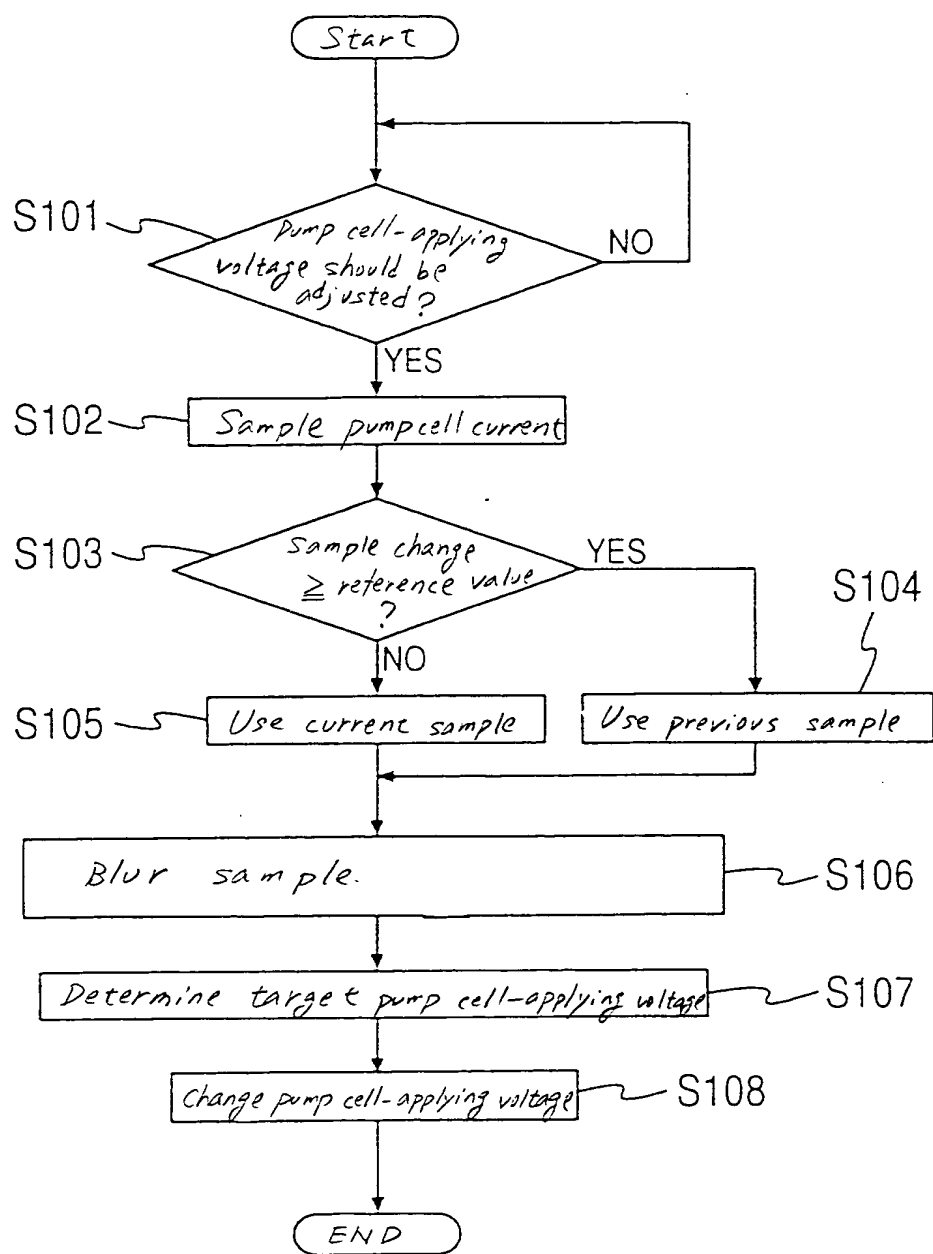 Start
S101
Pump cell-applying
voltage should be
adjusted?
NO
YES
S102
Sample pump cell current
S103
Sample change
≧ reference value
?
YES
S104
NO
S105
Use current sample
Use previous sample
Blur sample.
S106
Determine target pump cell-applying voltage
S107
Change pump cell-applying voltage
S108
END